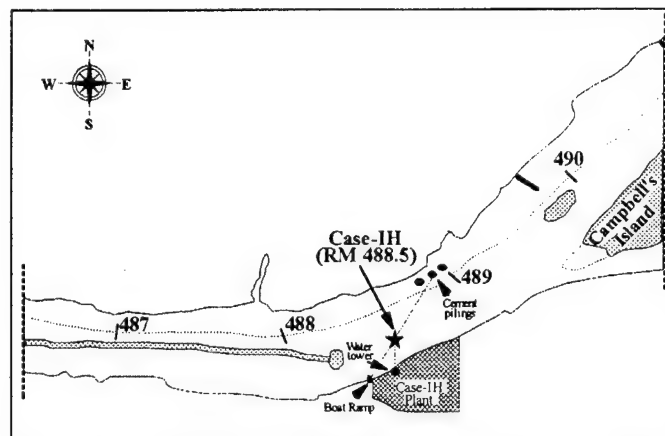 N
W E
S
490
Campbell's
Island
Case-IH
(RM 488.5)
489
Cement
pilings
487
488
Water
tower
Case-IH
Plant
Boat Ramp